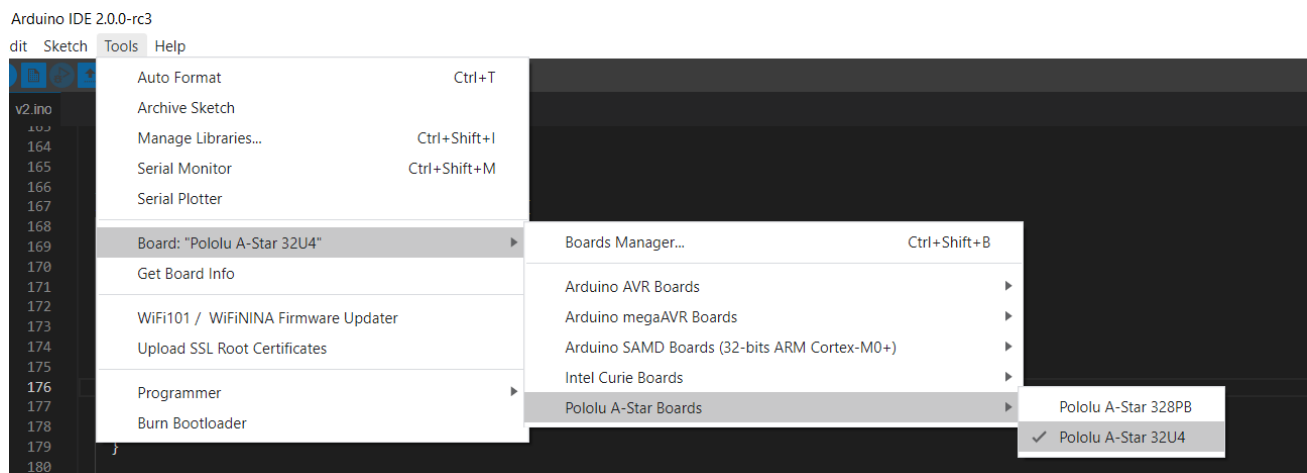 Arduino IDE 2.0.0-rc3
dit Sketch Tools Help
v2.ino
Auto Format Ctrl+T
Archive Sketch
Manage Libraries... Ctrl+Shift+I
Serial Monitor Ctrl+Shift+M
Serial Plotter
Board: "Pololu A-Star 32U4"
Get Board Info
WiFi101 / WiFiNINA Firmware Updater
Upload SSL Root Certificates
Programmer
Burn Bootloader
Boards Manager... Ctrl+Shift+B
Arduino AVR Boards
Arduino megaAVR Boards
Arduino SAMD Boards (32-bits ARM Cortex-M0+)
Intel Curie Boards
Pololu A-Star Boards
Pololu A-Star 328PB
Pololu A-Star 32U4
163
164
165
166
167
168
169
170
171
172
173
174
175
176
177
178
179 }
180